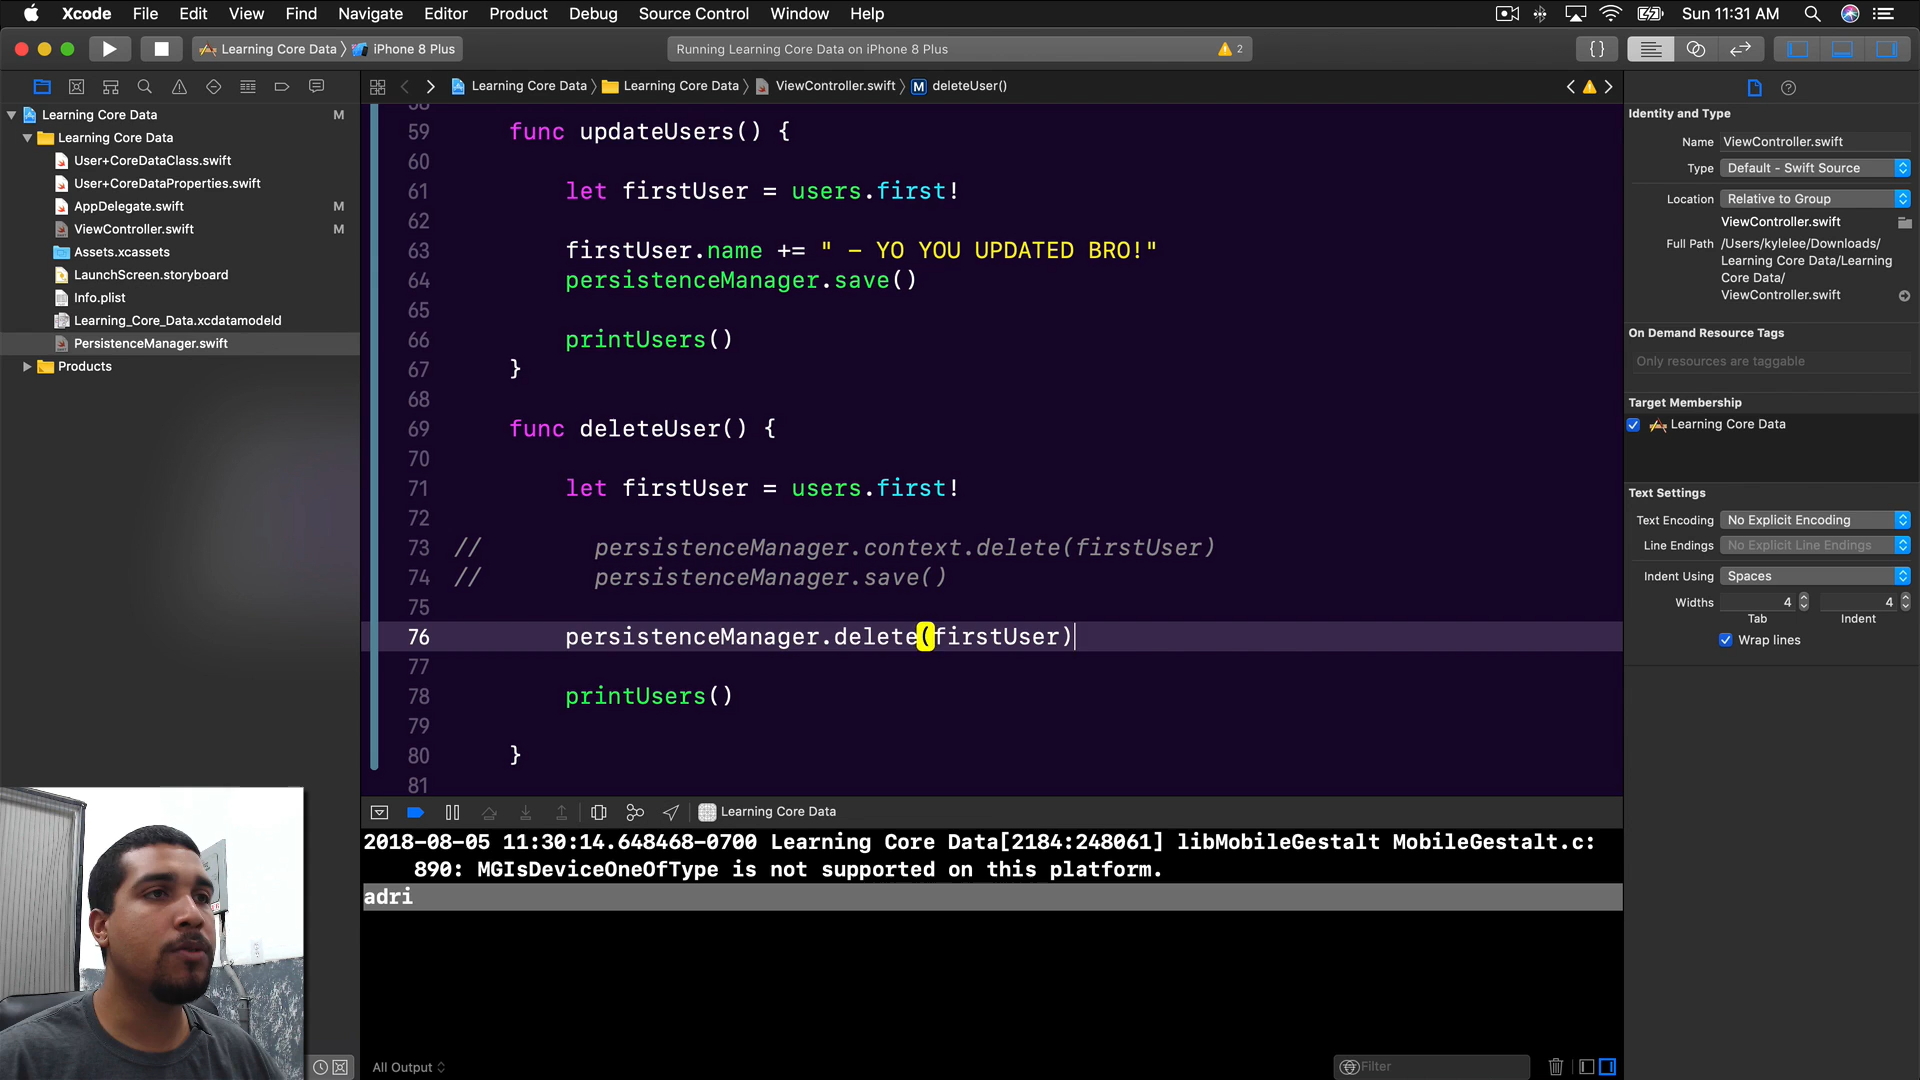 Xcode File Edit View Find Navigate Editor Product Debug Source Control Window Help Sun 11:31 AM
Learning Core Data iPhone 8 Plus Running Learning Core Data on iPhone 8 Plus 2
Learning Core Data Learning Core Data ViewController.swift M deleteUser()
Learning Core Data M
Learning Core Data
User+CoreDataClass.swift
User+CoreDataProperties.swift
AppDelegate.swift M
ViewController.swift M
Assets.xcassets
LaunchScreen.storyboard
Info.plist
Learning_Core_Data.xcdatamodeld
PersistenceManager.swift
Products
59 func updateUsers() {
60
61 let firstUser = users.first!
62
63 firstUser.name += " - YO YOU UPDATED BRO!"
64 persistenceManager.save()
65
66 printUsers()
67 }
68
69 func deleteUser() {
70
71 let firstUser = users.first!
72
73 // persistenceManager.context.delete(firstUser)
74 // persistenceManager.save()
75
76 persistenceManager.delete(firstUser)
77
78 printUsers()
79
80 }
81
Learning Core Data
2018-08-05 11:30:14.648468-0700 Learning Core Data[2184:248061] libMobileGestalt MobileGestalt.c:
890: MGIsDeviceOneOfType is not supported on this platform.
adri
All Output
Filter
Identity and Type
Name ViewController.swift
Type Default - Swift Source
Location Relative to Group
ViewController.swift
Full Path /Users/kylelee/Downloads/
Learning Core Data/Learning
Core Data/
ViewController.swift
On Demand Resource Tags
Only resources are taggable
Target Membership
Learning Core Data
Text Settings
Text Encoding No Explicit Encoding
Line Endings No Explicit Line Endings
Indent Using Spaces
Widths 4 4
Tab Indent
Wrap lines